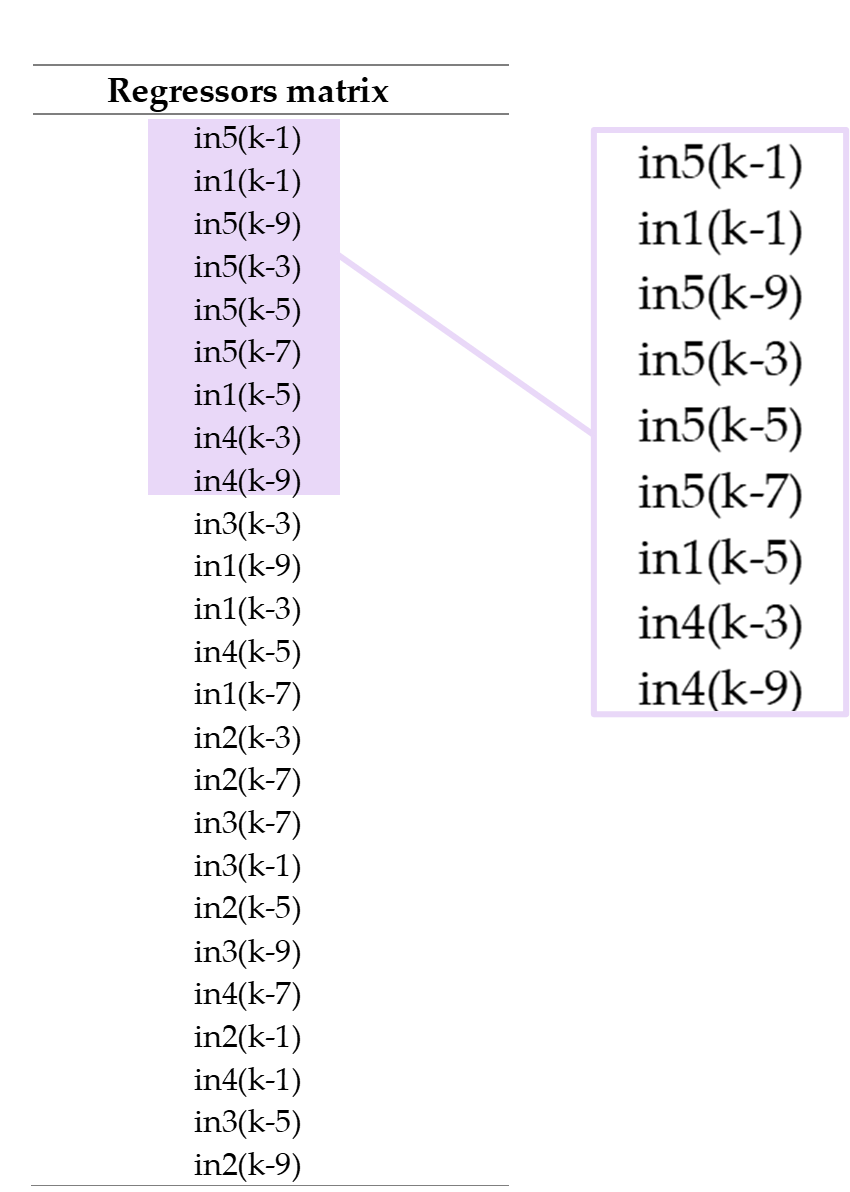 Regressors matrix
in5(k-1)
in1(k-1)
in5(k-9)
in5(k-3)
in5(k-5)
in5(k-7)
in1(k-5)
in4(k-3)
in4(k-9)
in3(k-3)
in1(k-9)
in1(k-3)
in4(k-5)
in1(k-7)
in2(k-3)
in2(k-7)
in3(k-7)
in3(k-1)
in2(k-5)
in3(k-9)
in4(k-7)
in2(k-1)
in4(k-1)
in3(k-5)
in2(k-9)
in5(k-1)
in1(k-1)
in5(k-9)
in5(k-3)
in5(k-5)
in5(k-7)
in1(k-5)
in4(k-3)
in4(k-9)